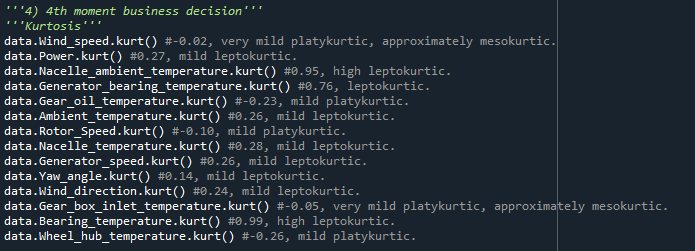 '''4) 4th moment business decision'''
'''Kurtosis'''
data.Wind_speed.kurt() #-0.02, very mild platykurtic, approximately mesokurtic.
data.Power.kurt() #0.27, mild leptokurtic.
data.Nacelle_ambient_temperature.kurt() #0.95, high leptokurtic.
data.Generator_bearing_temperature.kurt() #0.76, leptokurtic.
data.Gear_oil_temperature.kurt() #-0.23, mild platykurtic.
data.Ambient_temperature.kurt() #0.26, mild leptokurtic.
data.Rotor_Speed.kurt() #-0.10, mild platykurtic.
data.Nacelle_temperature.kurt() #0.28, mild leptokurtic.
data.Generator_speed.kurt() #0.26, mild leptokurtic.
data.Yaw_angle.kurt() #0.14, mild leptokurtic.
data.Wind_direction.kurt() #0.24, mild leptokurtic.
data.Gear_box_inlet_temperature.kurt() #-0.05, very mild platykurtic, approximately mesokurtic.
data.Bearing_temperature.kurt() #0.99, high leptokurtic.
data.Wheel_hub_temperature.kurt() #-0.26, mild platykurtic.